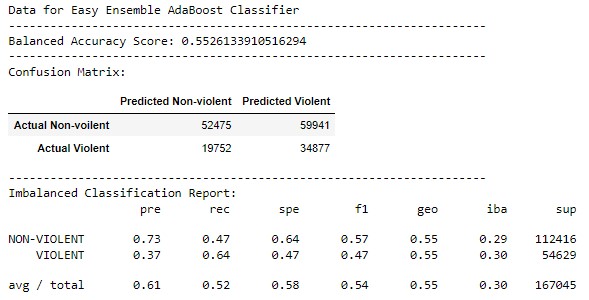 Data for Easy Ensemble AdaBoost Classifier
Balanced Accuracy Score: 0.5526133910516294
Confusion Matrix:
Predicted Non-violent Predicted Violent
Actual Non-voilent 52475 59941
Actual Violent 19752 34877
Imbalanced Classification Report:
pre rec spe f1 geo iba sup
NON-VIOLENT 0.73 0.47 0.64 0.57 0.55 0.29 112416
VIOLENT 0.37 0.64 0.47 0.47 0.55 0.30 54629
avg / total 0.61 0.52 0.58 0.54 0.55 0.30 167045